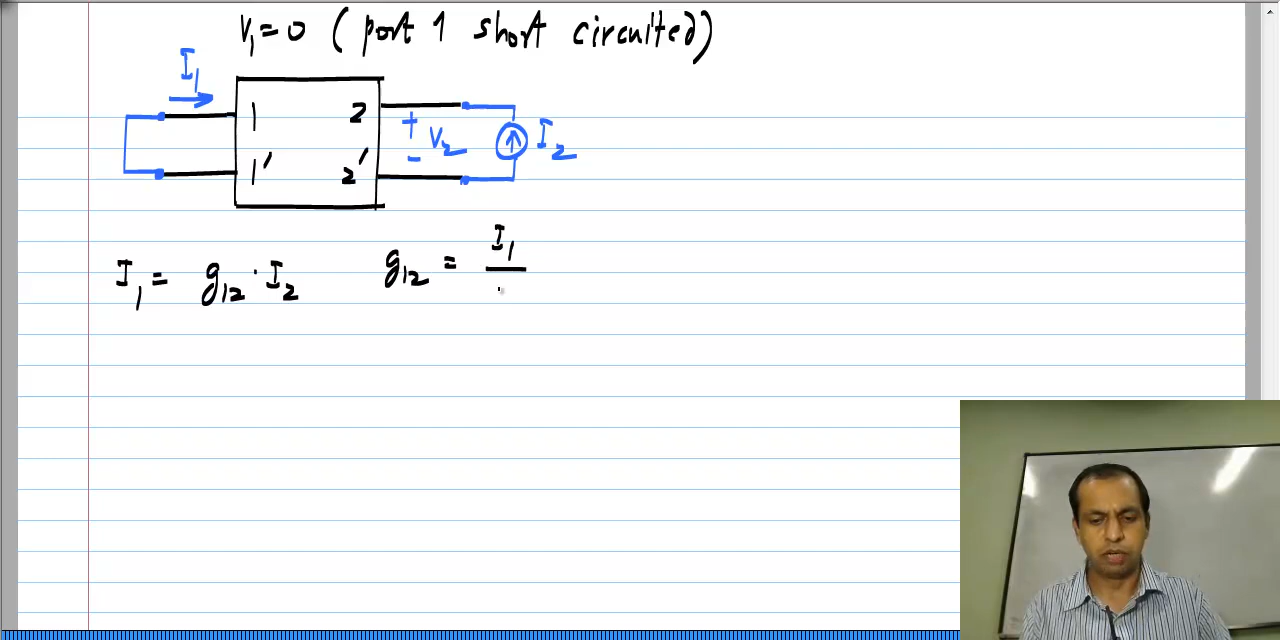 V₁ = 0 ( port 1 short circuited)
I₁
1 2
+
V₂
-
I₂
1' 2'
I₁ = g₁₂ · I₂ g₁₂ = I₁ /